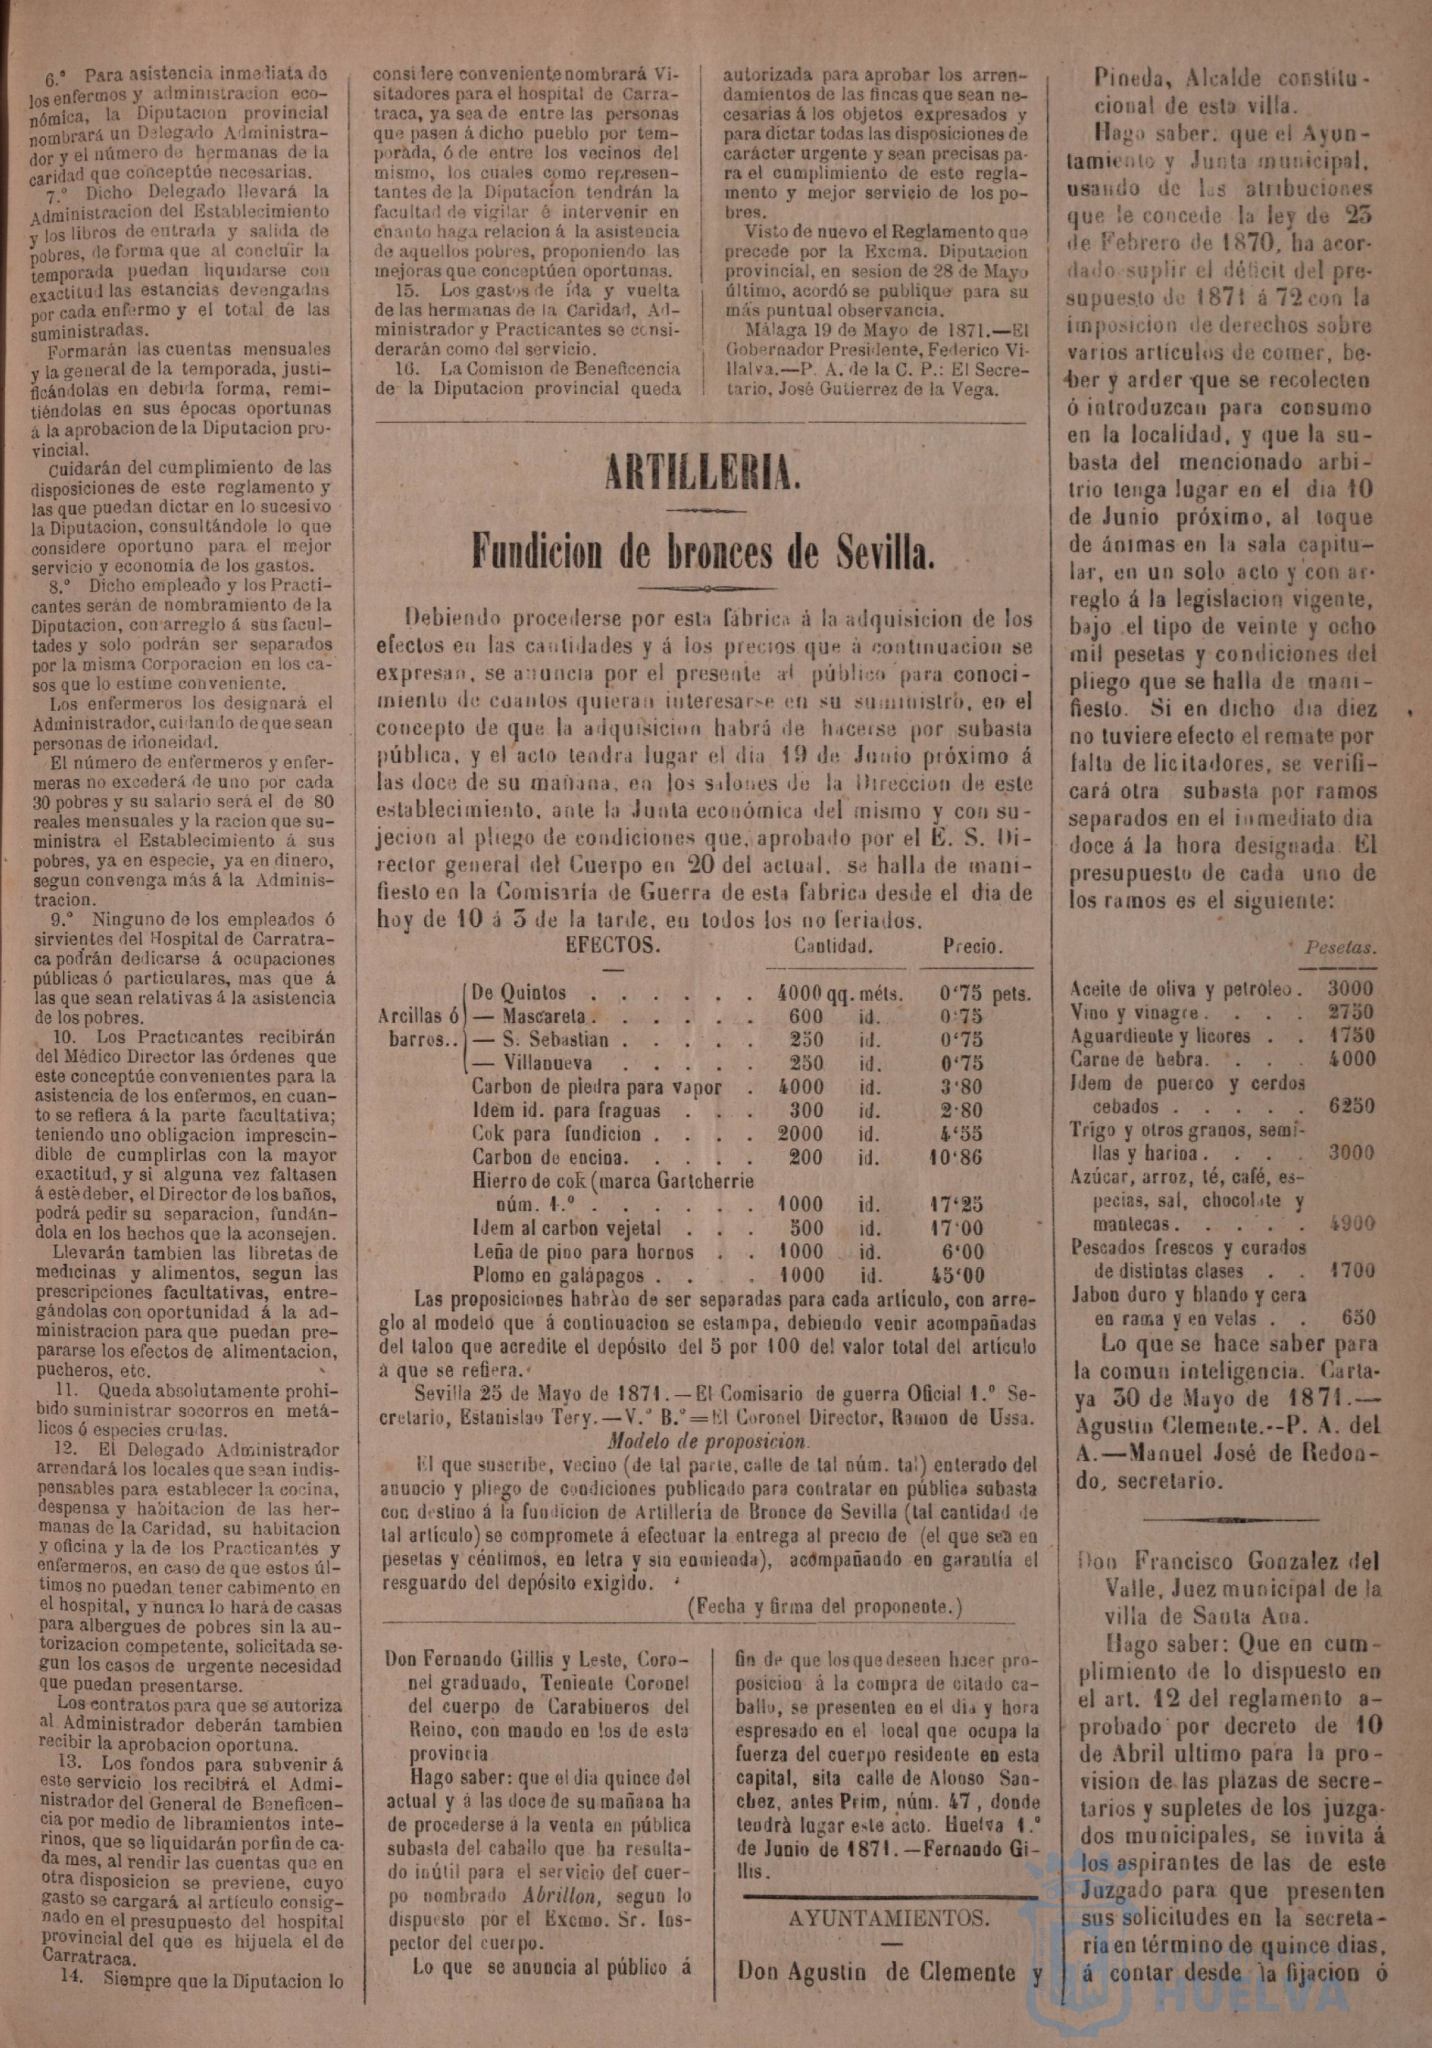 6.º Para asistencia inmediata de
los enfermos y administracion eco-
nómica, la Diputacion provincial
nombrará un Delegado Administra-
dor y el número de hermanas de la
caridad que conceptúe necesarias.
7.º Dicho Delegado llevará la
Administracion del Establecimiento
y los libros de entrada y salida de
pobres, de forma que al concluir la
temporada puedan liquidarse con
exactitud las estancias devengadas
por cada enfermo y el total de las
suministradas.
Formarán las cuentas mensuales
y la general de la temporada, justi-
ficándolas en debida forma, remi-
tiéndolas en sus épocas oportunas
á la aprobacion de la Diputacion pro-
vincial.
Cuidarán del cumplimiento de las
disposiciones de este reglamento y
las que puedan dictar en lo sucesivo
la Diputacion, consultándole lo que
considere oportuno para el mejor
servicio y economia de los gastos.
8.º Dicho empleado y los Practi-
cantes serán de nombramiento de la
Diputacion, con arreglo á sus facul-
tades y solo podrán ser separados
por la misma Corporacion en los ca-
sos que lo estime conveniente.
Los enfermeros los designará el
Administrador, cuidando de que sean
personas de idoneidad.
El número de enfermeros y enfer-
meras no excederá de uno por cada
30 pobres y su salario será el de 80
reales mensuales y la racion que su-
ministra el Establecimiento á sus
pobres, ya en especie, ya en dinero,
segun convenga más á la Adminis-
tracion.
9.º Ninguno de los empleados ó
sirvientes del Hospital de Carratra-
ca podrán dedicarse á ocupaciones
públicas ó particulares, mas que á
las que sean relativas á la asistencia
de los pobres.
10. Los Practicantes recibirán
del Médico Director las órdenes que
este conceptúe convenientes para la
asistencia de los enfermos, en cuan-
to se refiera á la parte facultativa;
teniendo uno obligacion imprescin-
dible de cumplirlas con la mayor
exactitud, y si alguna vez faltasen
á este deber, el Director de los baños,
podrá pedir su separacion, fundán-
dola en los hechos que la aconsejen.
Llevarán tambien las libretas de
medicinas y alimentos, segun las
prescripciones facultativas, entre-
gándolas con oportunidad á la ad-
ministracion para que puedan pre-
pararse los efectos de alimentacion,
pucheros, etc.
11. Queda absolutamente prohi-
bido suministrar socorros en metá-
licos ó especies crudas.
12. El Delegado Administrador
arrendará los locales que sean indis-
pensables para establecer la cocina,
despensa y habitacion de las her-
manas de la Caridad, su habitacion
y oficina y la de los Practicantes y
enfermeros, en caso de que estos úl-
timos no puedan tener cabimento en
el hospital, y nunca lo hará de casas
para albergues de pobres sin la au-
torizacion competente, solicitada se-
gun los casos de urgente necesidad
que puedan presentarse.
Los contratos para que se autoriza
al Administrador deberán tambien
recibir la aprobacion oportuna.
13. Los fondos para subvenir á
este servicio los recibirá el Admi-
nistrador del General de Beneficen-
cia por medio de libramientos inte-
rinos, que se liquidarán por fin de ca-
da mes, al rendir las cuentas que en
otra disposicion se previene, cuyo
gasto se cargará al artículo consig-
nado en el presupuesto del hospital
provincial del que es hijuela el de
Carratraca.
14. Siempre que la Diputacion lo
considere conveniente nombrará Vi-
sitadores para el hospital de Carra-
traca, ya sea de entre las personas
que pasen á dicho pueblo por tem-
porada, ó de entre los vecinos del
mismo, los cuales como represen-
tantes de la Diputacion tendrán la
facultad de vigilar é intervenir en
cuanto haga relacion á la asistencia
de aquellos pobres, proponiendo las
mejoras que conceptúen oportunas.
15. Los gastos de ida y vuelta
de las hermanas de la Caridad, Ad-
ministrador y Practicantes se consi-
derarán como del servicio.
16. La Comision de Beneficencia
de la Diputacion provincial queda
autorizada para aprobar los arren-
damientos de las fincas que sean ne-
cesarias á los objetos expresados y
para dictar todas las disposiciones de
carácter urgente y sean precisas pa-
ra el cumplimiento de este regla-
mento y mejor servicio de los po-
bres.
Visto de nuevo el Reglamento que
precede por la Excma. Diputacion
provincial, en sesion de 28 de Mayo
último, acordó se publique para su
más puntual observancia.
Málaga 19 de Mayo de 1871.—El
Gobernador Presidente, Federico Vi-
llalva.—P. A. de la C. P.: El Secre-
tario, José Gutierrez de la Vega.
ARTILLERIA.
Fundicion de bronces de Sevilla.
Debiendo procederse por esta fábrica á la adquisicion de los
efectos en las cantidades y á los precios que á continuacion se
expresan, se anuncia por el presente al público para conoci-
miento de cuantos quieran interesarse en su suministro, en el
concepto de que la adquisicion habrá de hacerse por subasta
pública, y el acto tendra lugar el dia 19 de Junio próximo á
las doce de su mañana, en los salones de la Direccion de este
establecimiento, ante la Junta económica del mismo y con su-
jecion al pliego de condiciones que, aprobado por el E. S. Di-
rector general del Cuerpo en 20 del actual, se halla de mani-
fiesto en la Comisaría de Guerra de esta fábrica desde el dia de
hoy de 10 á 3 de la tarde, en todos los no feriados.
EFECTOS. Cantidad. Precio.
De Quintos . . . . . . 4000 qq. méts. 0‘75 pets.
Arcillas ó — Mascareta . . . . . . 600 id. 0‘75
barros.. — S. Sebastian . . . . . 250 id. 0‘75
— Villanueva . . . . . 250 id. 0‘75
Carbon de piedra para vapor . 4000 id. 3‘80
Idem id. para fraguas . . . 300 id. 2‘80
Cok para fundicion . . . . 2000 id. 4‘55
Carbon de encina. . . . . 200 id. 10‘86
Hierro de cok (marca Gartcherrie
núm. 1.º . . . . . . 1000 id. 17‘25
Idem al carbon vejetal . . . 500 id. 17‘00
Leña de pino para hornos . . 1000 id. 6‘00
Plomo en galápagos . . . . 1000 id. 45‘00
Las proposiciones habràn de ser separadas para cada artículo, con arre-
glo al modelo que á continuacion se estampa, debiendo venir acompañadas
del talon que acredite el depósito del 5 por 100 del valor total del artículo
á que se refiera.
Sevilla 25 de Mayo de 1871.—El Comisario de guerra Oficial 1.º Se-
cretario, Estanislao Tery.—V.º B.º=El Coronel Director, Ramon de Ussa.
Modelo de proposicion.
El que suscribe, vecino (de tal parte, calle de tal núm. tal) enterado del
anuncio y pliego de condiciones publicado para contratar en pública subasta
con destino á la fundicion de Artillería de Bronce de Sevilla (tal cantidad de
tal artículo) se compromete á efectuar la entrega al precio de (el que sea en
pesetas y céntimos, en letra y sin enmienda), acompañando en garantía el
resguardo del depósito exigido.
(Fecha y firma del proponente.)
Don Fernando Gillis y Leste, Coro-
nel graduado, Teniente Coronel
del cuerpo de Carabineros del
Reino, con mando en los de esta
provincia
Hago saber: que el dia quince del
actual y á las doce de su mañana ha
de procederse á la venta en pública
subasta del caballo que ha resulta-
do inútil para el servicio del cuer-
po nombrado Abrillon, segun lo
dispuesto por el Excmo. Sr. Ins-
pector del cuerpo.
Lo que se anuncia al público á
fin de que los que deseen hacer pro-
posicion á la compra de citado ca-
ballo, se presenten en el dia y hora
espresado en el local que ocupa la
fuerza del cuerpo residente en esta
capital, sita calle de Alonso San-
chez, antes Prim, núm. 47, donde
tendrà lugar este acto. Huelva 1.º
de Junio de 1871.—Fernando Gi-
llis.
AYUNTAMIENTOS.
Don Agustin de Clemente y
Pineda, Alcalde constitu-
cional de esta villa.
Hago saber: que el Ayun-
tamiento y Junta municipal,
usando de las atribuciones
que le concede la ley de 23
de Febrero de 1870, ha acor-
dado suplir el déficit del pre-
supuesto de 1871 á 72 con la
imposicion de derechos sobre
varios artículos de comer, be-
ber y arder que se recolecten
ó introduzcan para consumo
en la localidad, y que la su-
basta del mencionado arbi-
trio tenga lugar en el dia 10
de Junio próximo, al toque
de ánimas en la sala capitu-
lar, en un solo acto y con ar-
reglo á la legislacion vigente,
bajo el tipo de veinte y ocho
mil pesetas y condiciones del
pliego que se halla de mani-
fiesto. Si en dicho dia diez
no tuviere efecto el remate por
falta de licitadores, se verifi-
cará otra subasta por ramos
separados en el inmediato dia
doce á la hora designada. El
presupuesto de cada uno de
los ramos es el siguiente:
Pesetas.
Aceite de oliva y petróleo. 3000
Vino y vinagre. . . . 2750
Aguardiente y licores . . 1750
Carne de hebra. . . . 4000
Idem de puerco y cerdos
cebados . . . . . 6250
Trigo y otros granos, semi-
llas y harina. . . . 3000
Azúcar, arroz, té, café, es-
pecias, sal, chocolate y
mantecas. . . . . 4900
Pescados frescos y curados
de distintas clases . . 1700
Jabon duro y blando y cera
en rama y en velas . . 650
Lo que se hace saber para
la comun inteligencia. Carta-
ya 30 de Mayo de 1871.—
Agustin Clemente.--P. A. del
A.—Manuel José de Redon-
do, secretario.
Don Francisco Gonzalez del
Valle, Juez municipal de la
villa de Santa Ana.
Hago saber: Que en cum-
plimiento de lo dispuesto en
el art. 12 del reglamento a-
probado por decreto de 10
de Abril ultimo para la pro-
vision de las plazas de secre-
tarios y supletes de los juzga-
dos municipales, se invita á
los aspirantes de las de este
Juzgado para que presenten
sus solicitudes en la secreta-
ria en término de quince dias,
á contar desde la fijacion ó
HUELVA